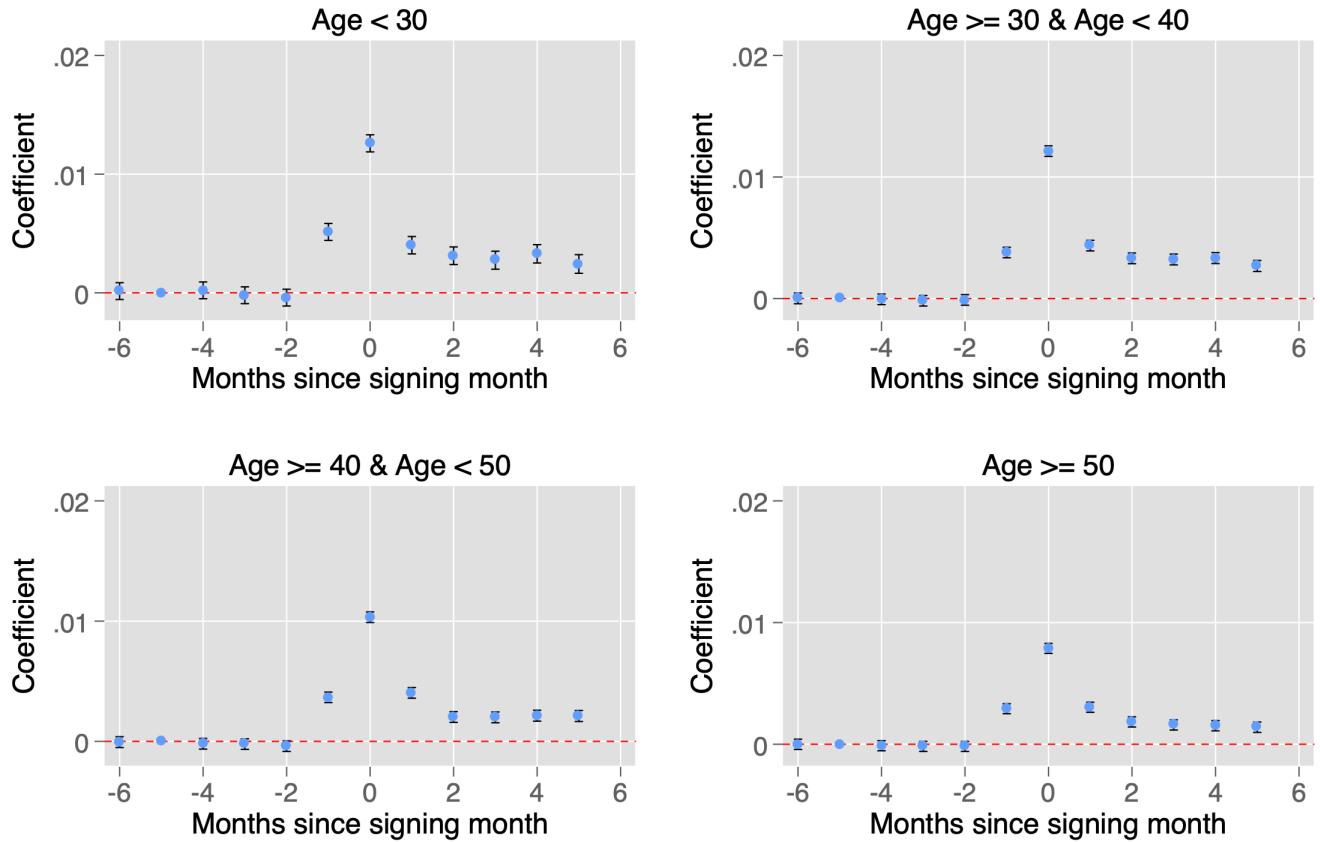 Age < 30
.02
.01
0
Coefficient
-6 -4 -2 0 2 4 6
Months since signing month
Age >= 30 & Age < 40
.02
.01
0
Coefficient
-6 -4 -2 0 2 4 6
Months since signing month
Age >= 40 & Age < 50
.02
.01
0
Coefficient
-6 -4 -2 0 2 4 6
Months since signing month
Age >= 50
.02
.01
0
Coefficient
-6 -4 -2 0 2 4 6
Months since signing month